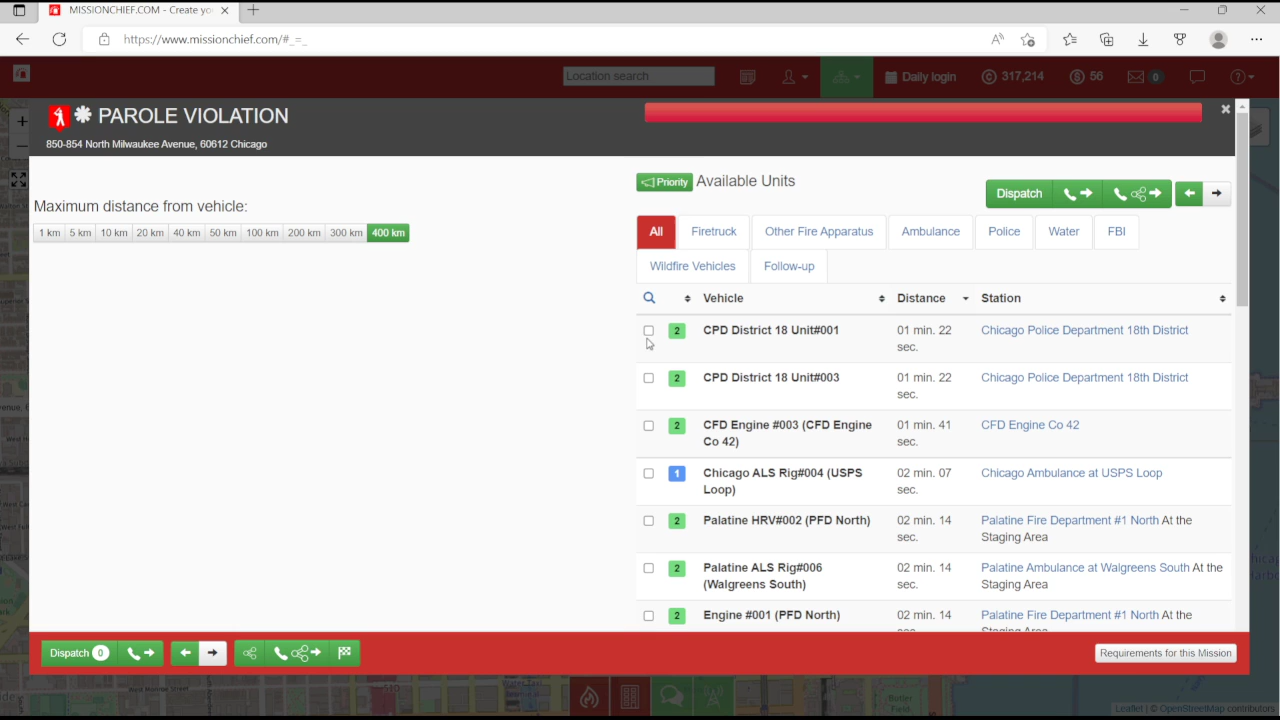 MISSIONCHIEF.COM - Create yo
https://www.missionchief.com/#_=_
Location search
Daily login
317,214
56
0
PAROLE VIOLATION
850-854 North Milwaukee Avenue, 60612 Chicago
Priority Available Units
Dispatch
Maximum distance from vehicle:
1 km 5 km 10 km 20 km 40 km 50 km 100 km 200 km 300 km 400 km
All Firetruck Other Fire Apparatus Ambulance Police Water FBI
Wildfire Vehicles Follow-up
Vehicle Distance Station
2 CPD District 18 Unit#001 01 min. 22 Chicago Police Department 18th District
sec.
2 CPD District 18 Unit#003 01 min. 22 Chicago Police Department 18th District
sec.
2 CFD Engine #003 (CFD Engine 01 min. 41 CFD Engine Co 42
Co 42) sec.
1 Chicago ALS Rig#004 (USPS 02 min. 07 Chicago Ambulance at USPS Loop
Loop) sec.
2 Palatine HRV#002 (PFD North) 02 min. 14 Palatine Fire Department #1 North At the
sec. Staging Area
2 Palatine ALS Rig#006 02 min. 14 Palatine Ambulance at Walgreens South At the
(Walgreens South) sec. Staging Area
2 Engine #001 (PFD North) 02 min. 14 Palatine Fire Department #1 North At the
sec. Staging Area
Dispatch 0
Requirements for this Mission
Leaflet | © OpenStreetMap contributors